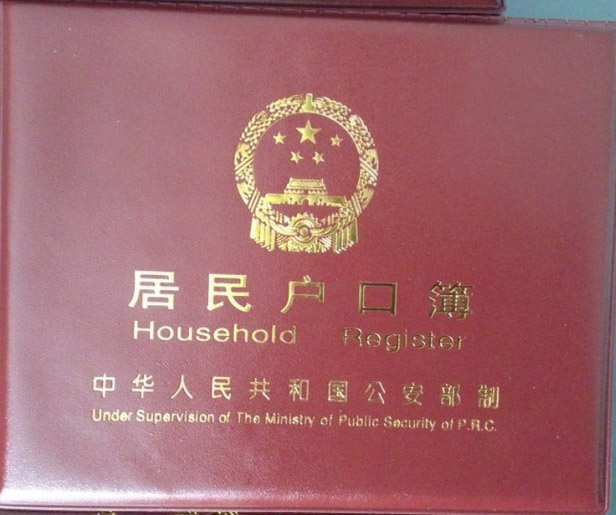 居民户口簿
Household Register
中华人民共和国公安部制
Under Supervision of The Ministry of Public Security of P.R.C.